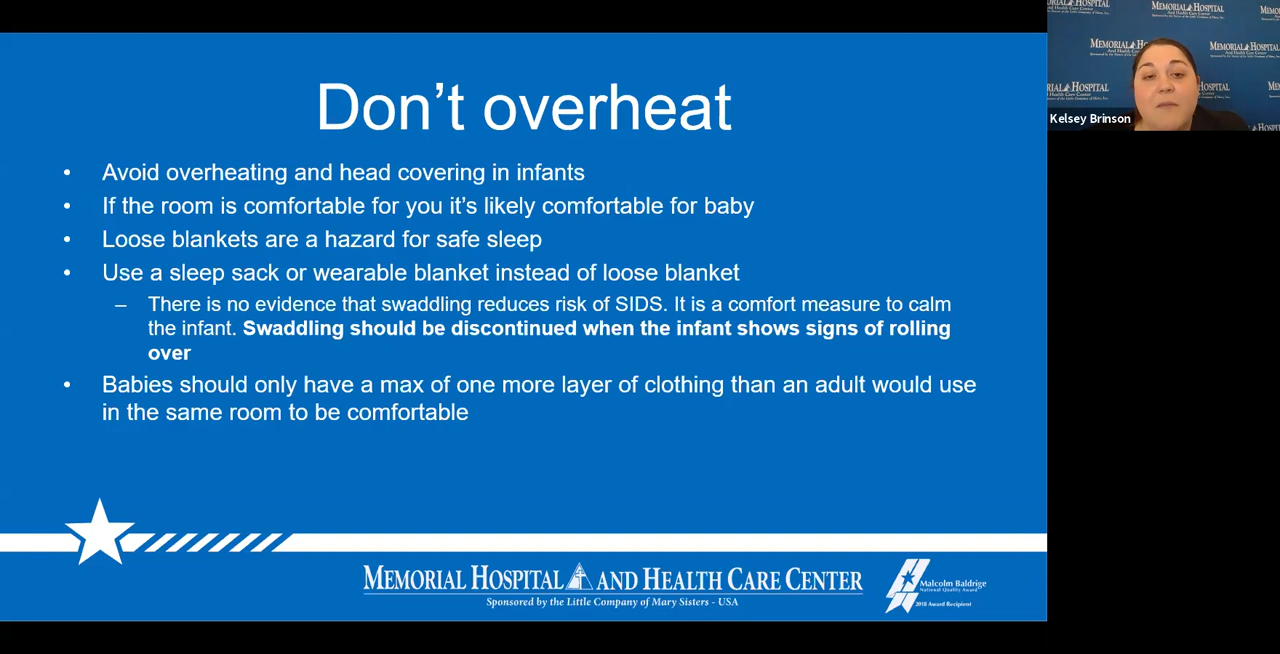 Don't overheat
• Avoid overheating and head covering in infants
• If the room is comfortable for you it's likely comfortable for baby
• Loose blankets are a hazard for safe sleep
• Use a sleep sack or wearable blanket instead of loose blanket
– There is no evidence that swaddling reduces risk of SIDS. It is a comfort measure to calm
the infant. Swaddling should be discontinued when the infant shows signs of rolling
over
• Babies should only have a max of one more layer of clothing than an adult would use
in the same room to be comfortable
MEMORIAL HOSPITAL AND HEALTH CARE CENTER
Sponsored by the Little Company of Mary Sisters - USA
Malcolm Baldrige
National Quality Award
2018 Award Recipient
MEMORIAL HOSPITAL
And Health Care Center
Kelsey Brinson